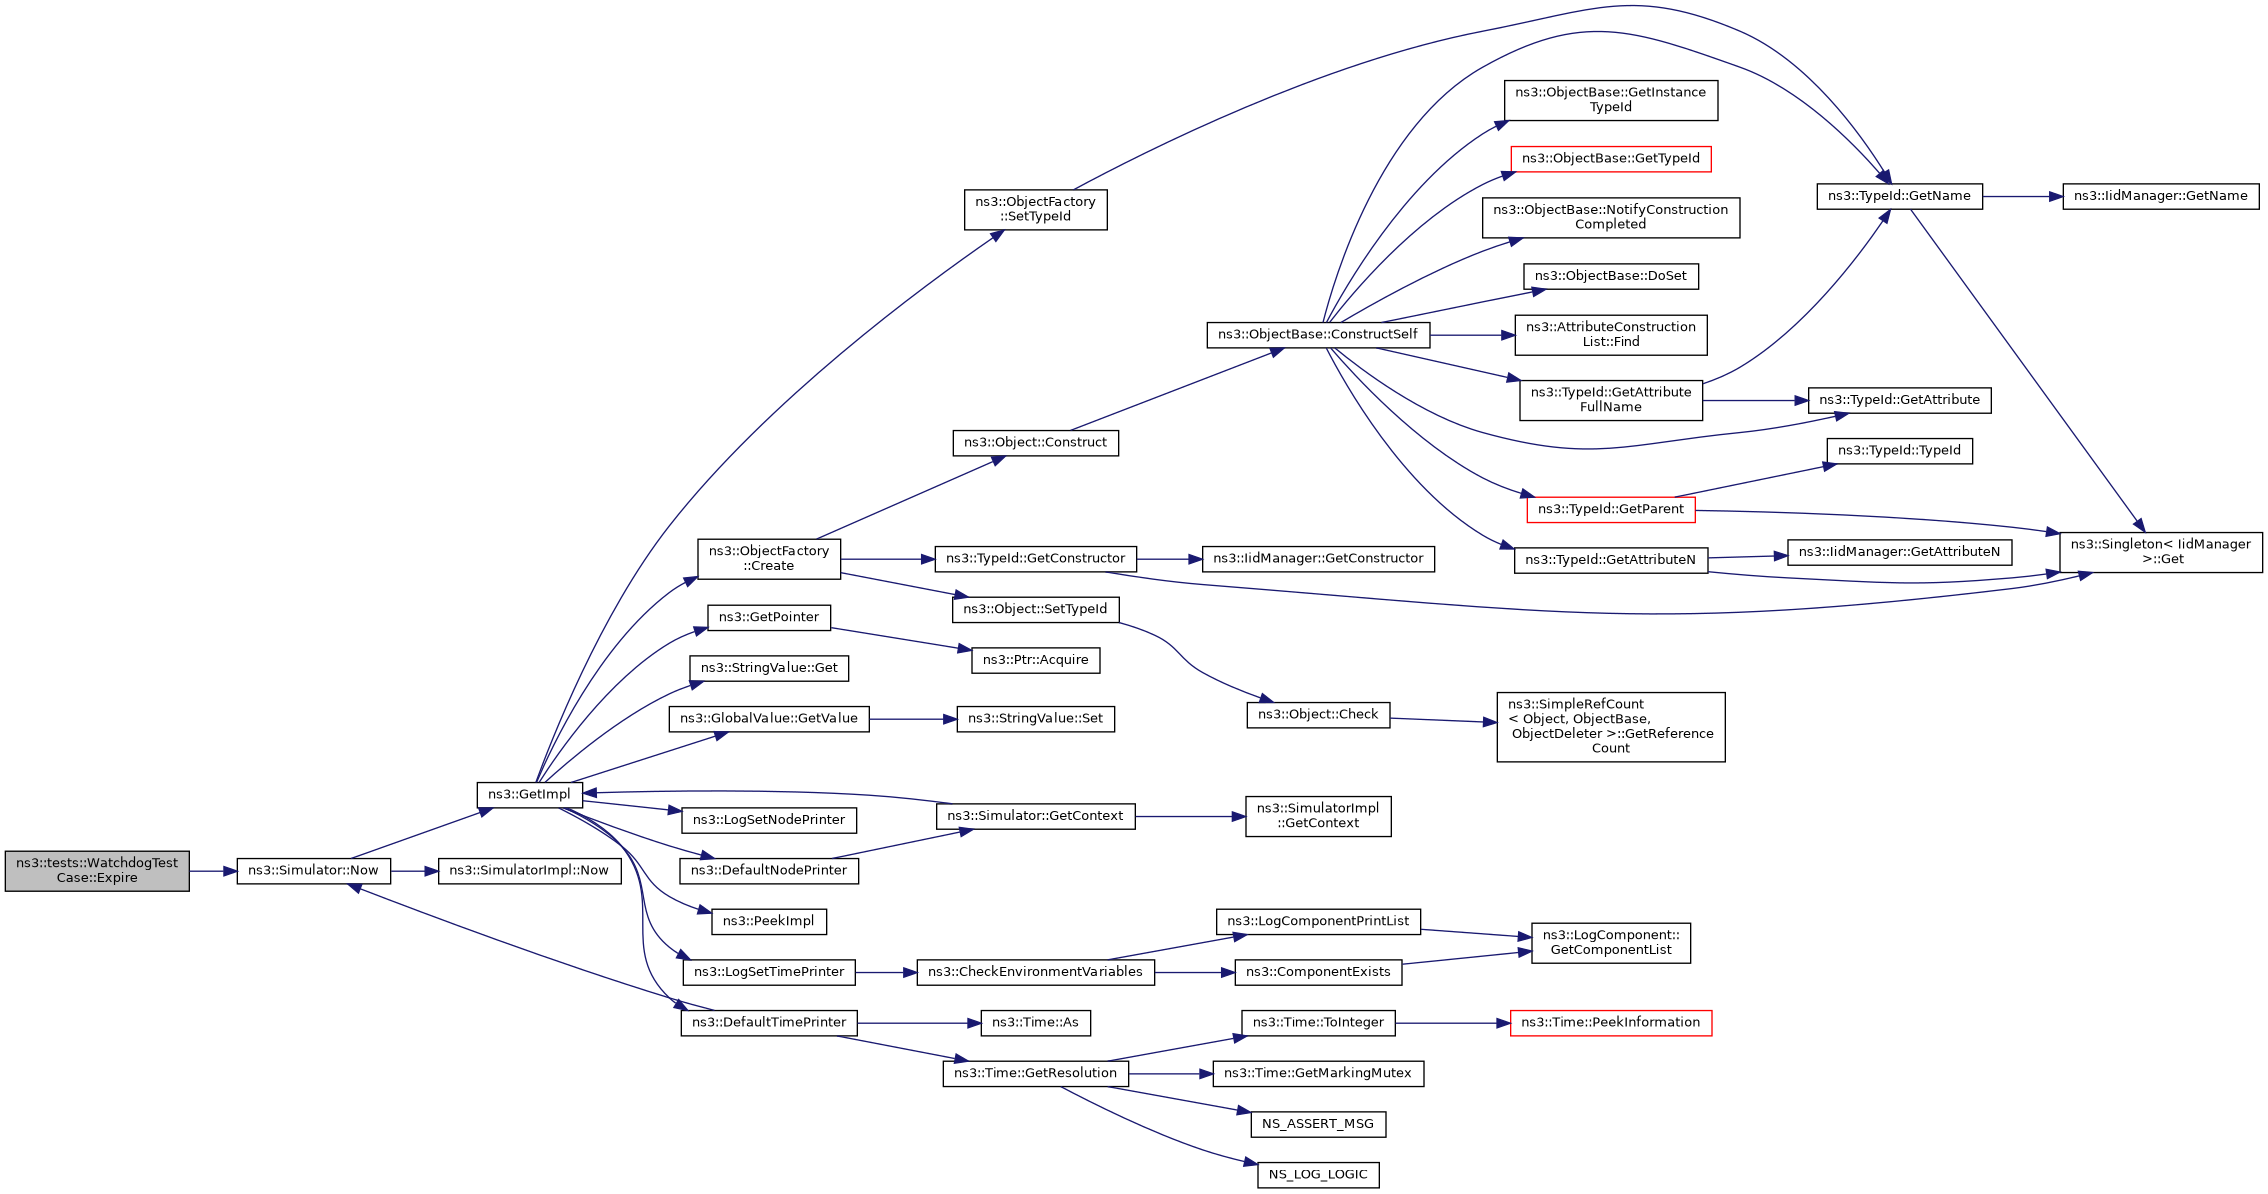 ns3::ObjectBase::GetInstance
TypeId
ns3::ObjectBase::GetTypeId
ns3::ObjectFactory
::SetTypeId
ns3::TypeId::GetName
ns3::IidManager::GetName
ns3::ObjectBase::NotifyConstruction
Completed
ns3::ObjectBase::DoSet
ns3::ObjectBase::ConstructSelf
ns3::AttributeConstruction
List::Find
ns3::TypeId::GetAttribute
FullName
ns3::TypeId::GetAttribute
ns3::Object::Construct
ns3::TypeId::TypeId
ns3::TypeId::GetParent
ns3::ObjectFactory
::Create
ns3::TypeId::GetConstructor
ns3::IidManager::GetConstructor
ns3::TypeId::GetAttributeN
ns3::IidManager::GetAttributeN
ns3::Singleton< IidManager
>::Get
ns3::Object::SetTypeId
ns3::GetPointer
ns3::Ptr::Acquire
ns3::StringValue::Get
ns3::GlobalValue::GetValue
ns3::StringValue::Set
ns3::Object::Check
ns3::SimpleRefCount
< Object, ObjectBase,
ObjectDeleter >::GetReference
Count
ns3::GetImpl
ns3::LogSetNodePrinter
ns3::Simulator::GetContext
ns3::SimulatorImpl
::GetContext
ns3::tests::WatchdogTest
Case::Expire
ns3::Simulator::Now
ns3::SimulatorImpl::Now
ns3::DefaultNodePrinter
ns3::PeekImpl
ns3::LogComponentPrintList
ns3::LogComponent::
GetComponentList
ns3::LogSetTimePrinter
ns3::CheckEnvironmentVariables
ns3::ComponentExists
ns3::DefaultTimePrinter
ns3::Time::As
ns3::Time::ToInteger
ns3::Time::PeekInformation
ns3::Time::GetResolution
ns3::Time::GetMarkingMutex
NS_ASSERT_MSG
NS_LOG_LOGIC